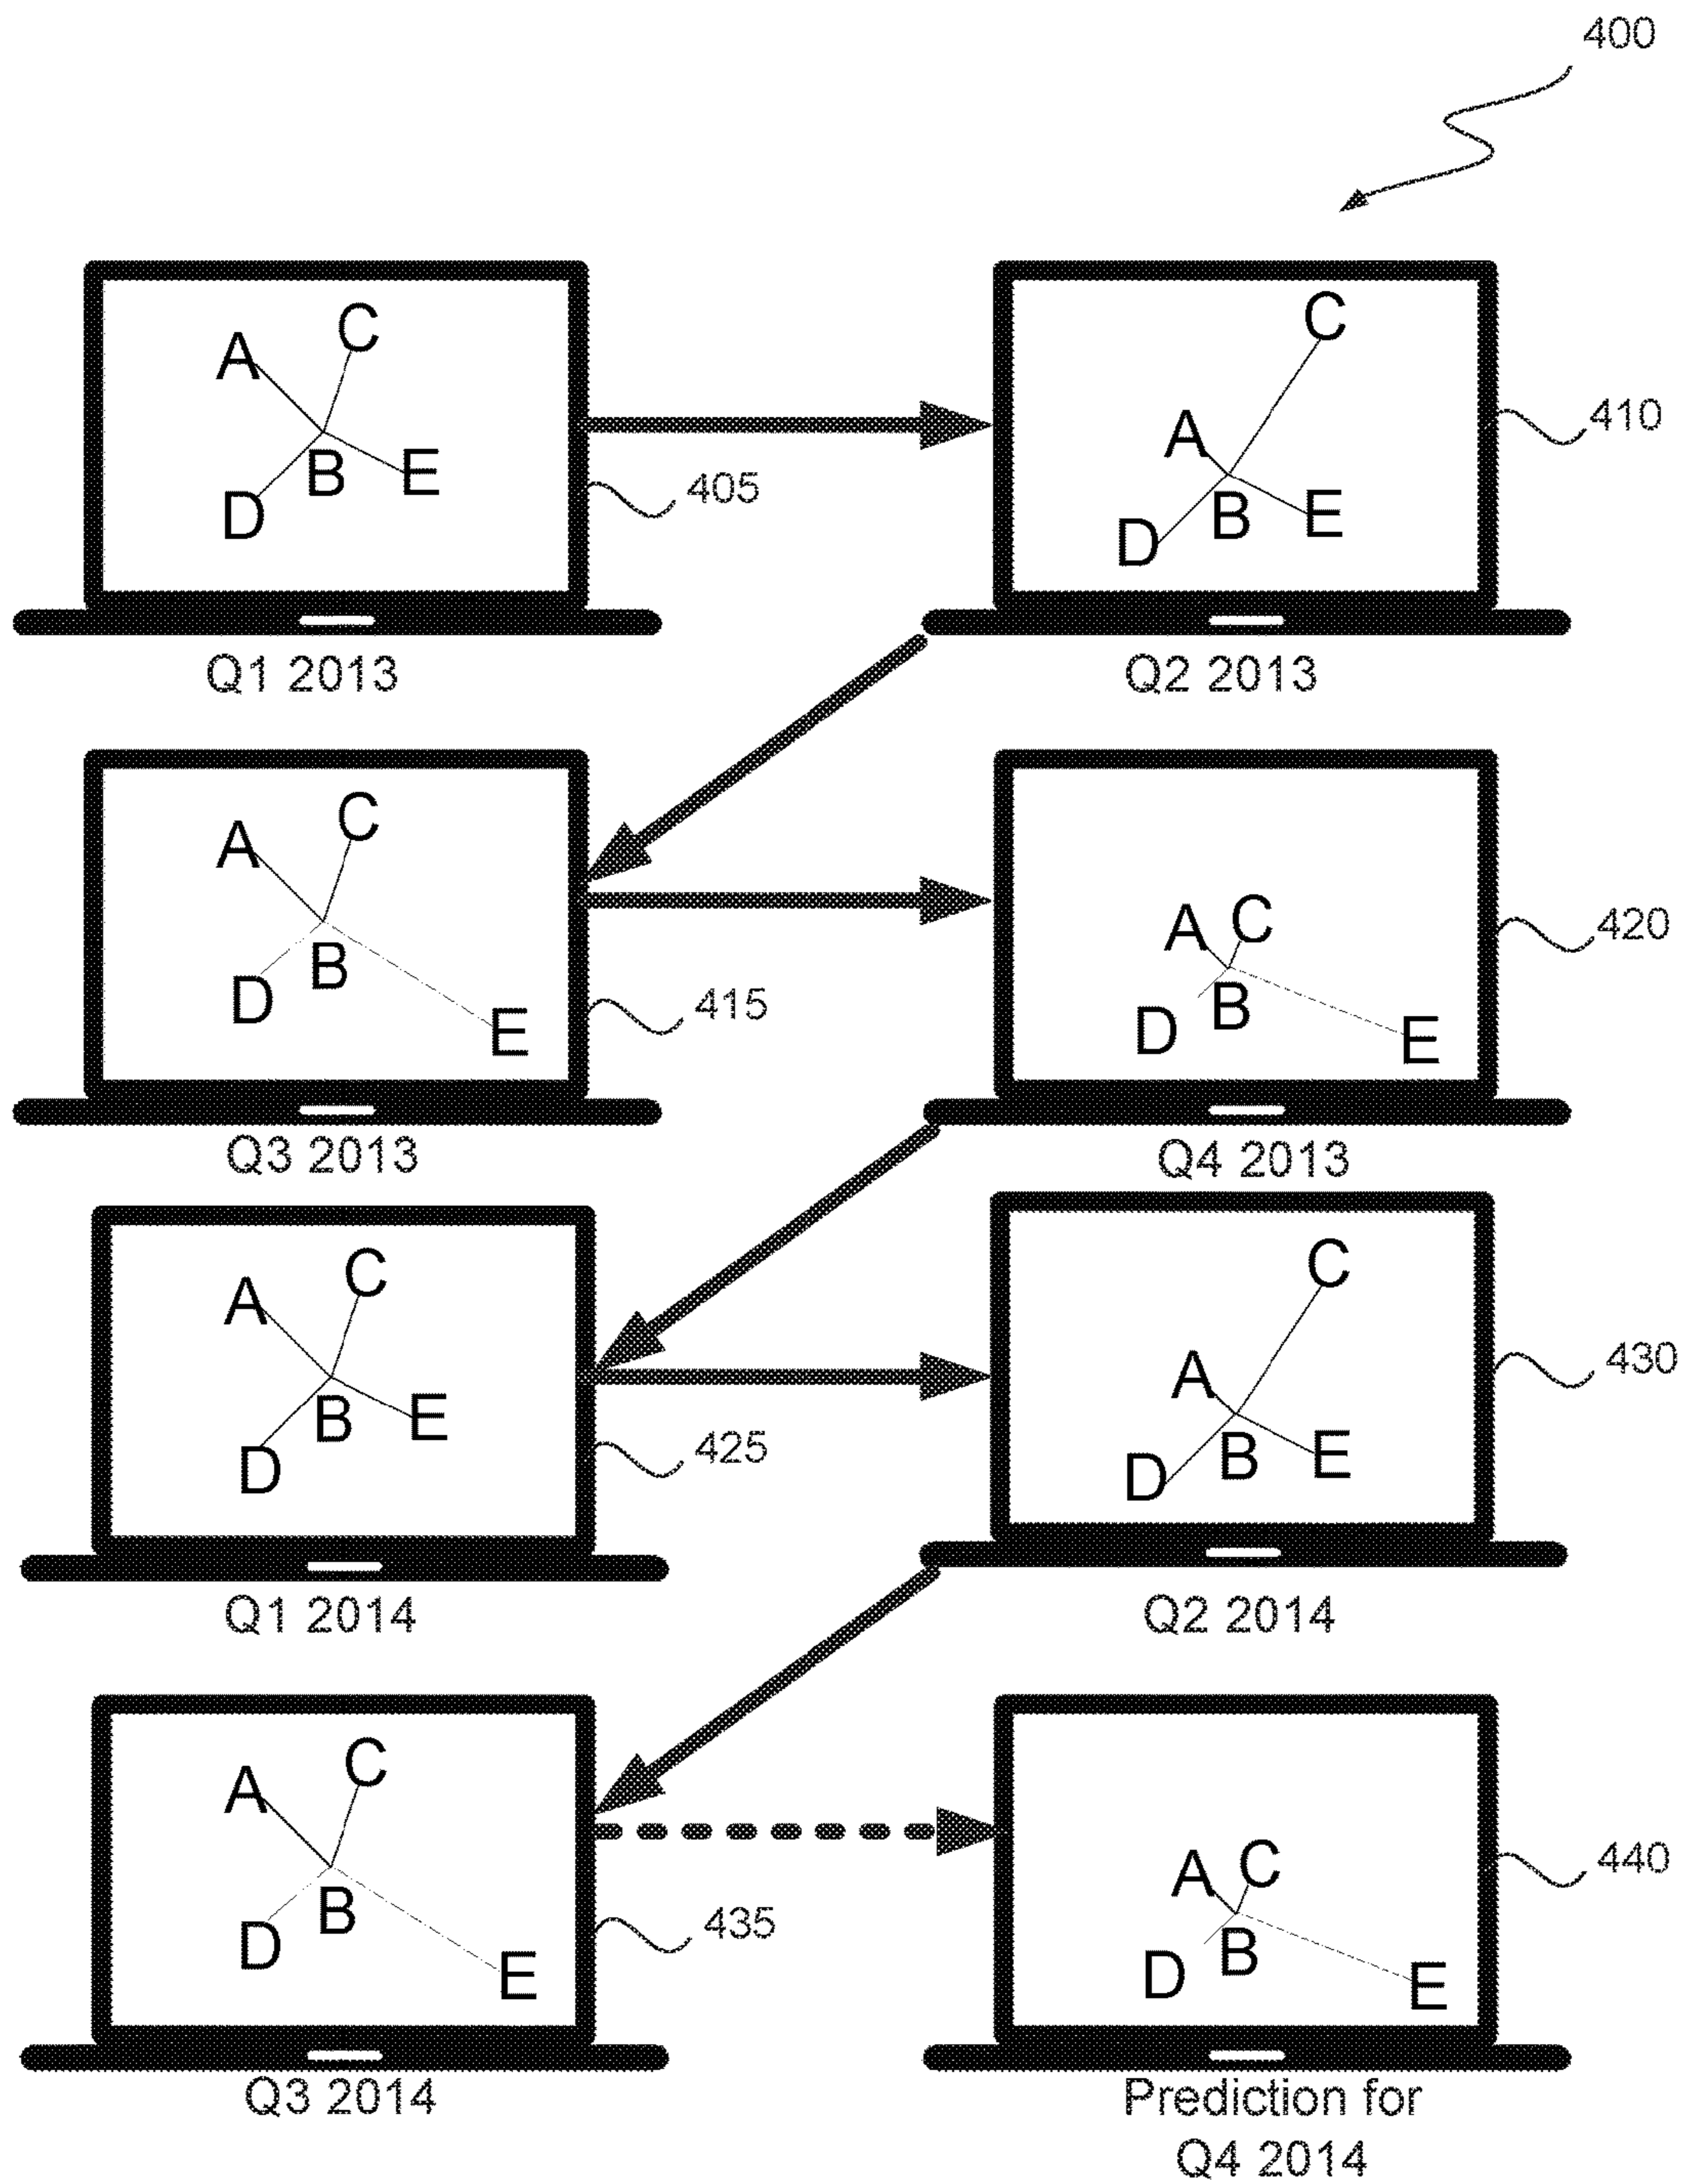 400
C
A
B
E
D
405
Q1 2013
C
A
B
E
D
410
Q2 2013
C
A
B
D
E
415
Q3 2013
C
A
B
D
E
420
Q4 2013
C
A
B
E
D
425
Q1 2014
C
A
B
E
D
430
Q2 2014
C
A
B
D
E
435
Q3 2014
C
A
B
D
E
440
Prediction for
Q4 2014